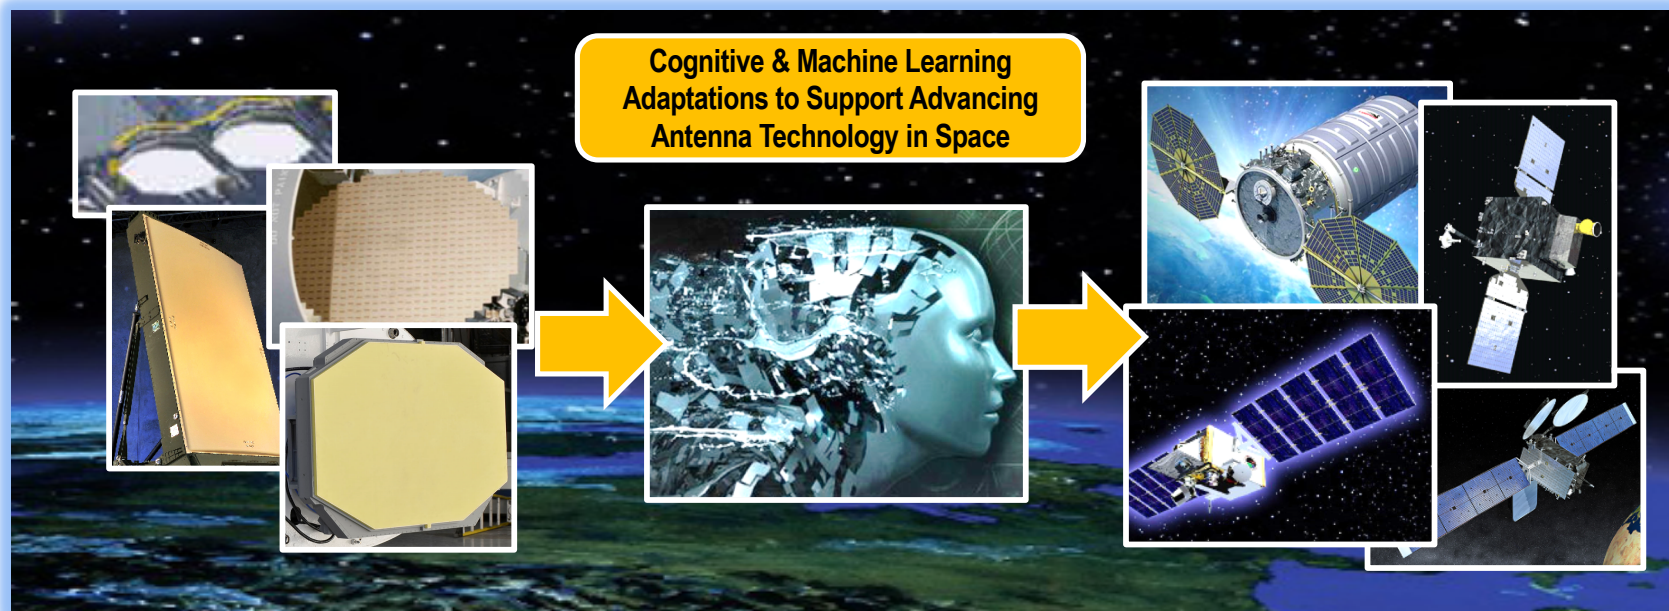 Cognitive & Machine Learning
Adaptations to Support Advancing
Antenna Technology in Space